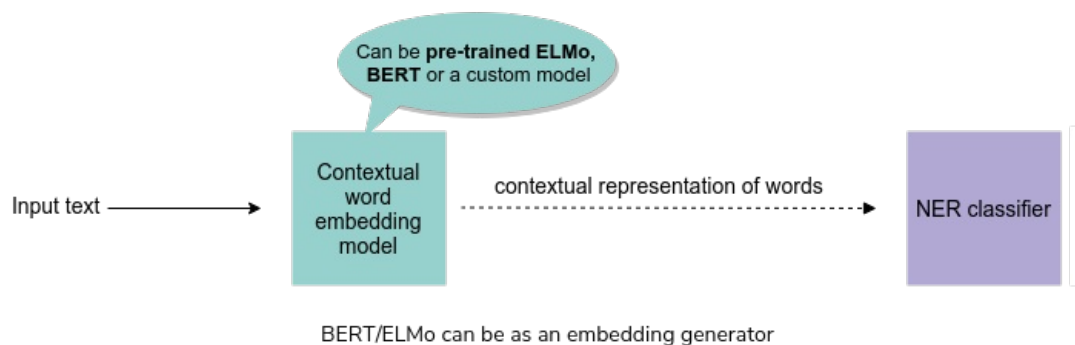 Can be pre-trained ELMo,
BERT or a custom model
Contextual
word
embedding
model
Input text
contextual representation of words
NER classifier
BERT/ELMo can be as an embedding generator